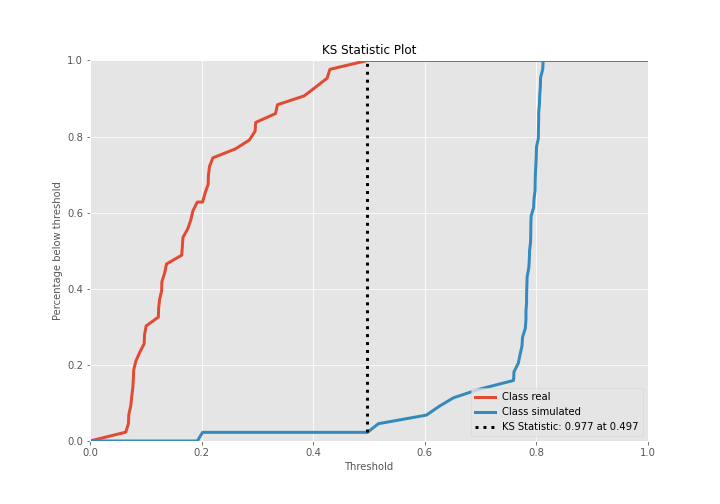 KS Statistic Plot
1.0
0.8
0.6
0.4
0.2
0.0
Percentage below threshold
Class real
Class simulated
KS Statistic: 0.977 at 0.497
0.0 0.2 0.4 0.6 0.8 1.0
Threshold